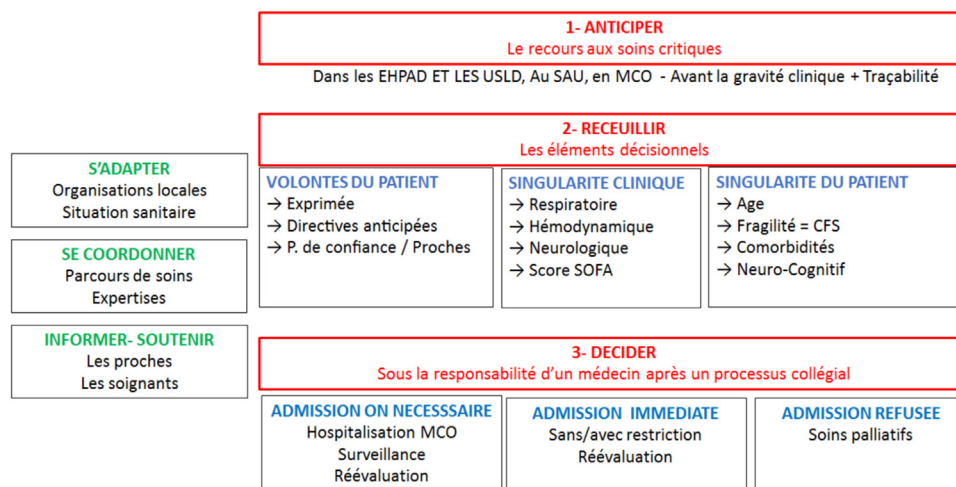 1- ANTICIPER
Le recours aux soins critiques
Dans les EHPAD ET LES USLD, Au SAU, en MCO - Avant la gravité clinique + Traçabilité
2- RECEUILLIR
Les éléments décisionnels
S’ADAPTER
Organisations locales
Situation sanitaire
SE COORDONNER
Parcours de soins
Expertises
INFORMER- SOUTENIR
Les proches
Les soignants
VOLONTES DU PATIENT
→ Exprimée
→ Directives anticipées
→ P. de confiance / Proches
SINGULARITE CLINIQUE
→ Respiratoire
→ Hémodynamique
→ Neurologique
→ Score SOFA
SINGULARITE DU PATIENT
→ Age
→ Fragilité = CFS
→ Comorbidités
→ Neuro-Cognitif
3- DECIDER
Sous la responsabilité d’un médecin après un processus collégial
ADMISSION ON NECESSSAIRE
Hospitalisation MCO
Surveillance
Réévaluation
ADMISSION IMMEDIATE
Sans/avec restriction
Réévaluation
ADMISSION REFUSEE
Soins palliatifs